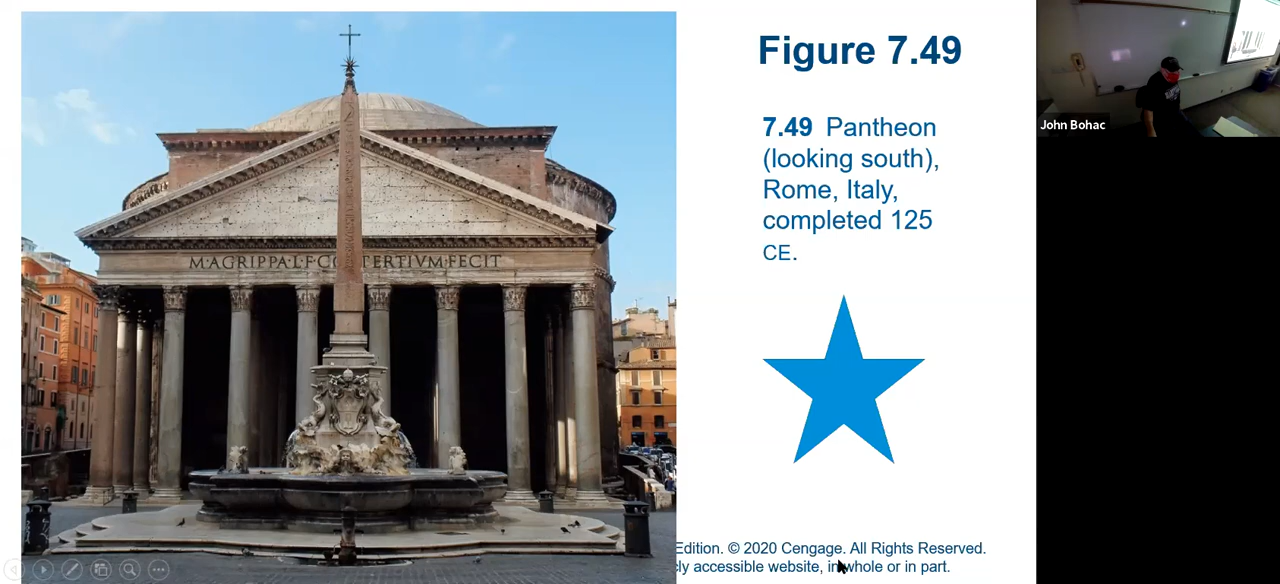 Figure 7.49
7.49 Pantheon
(looking south),
Rome, Italy,
completed 125
CE.
M·AGRIPPA·L·F·C TERTIVM·FECIT
Edition. © 2020 Cengage. All Rights Reserved.
accessible website, in whole or in part.
John Bohac